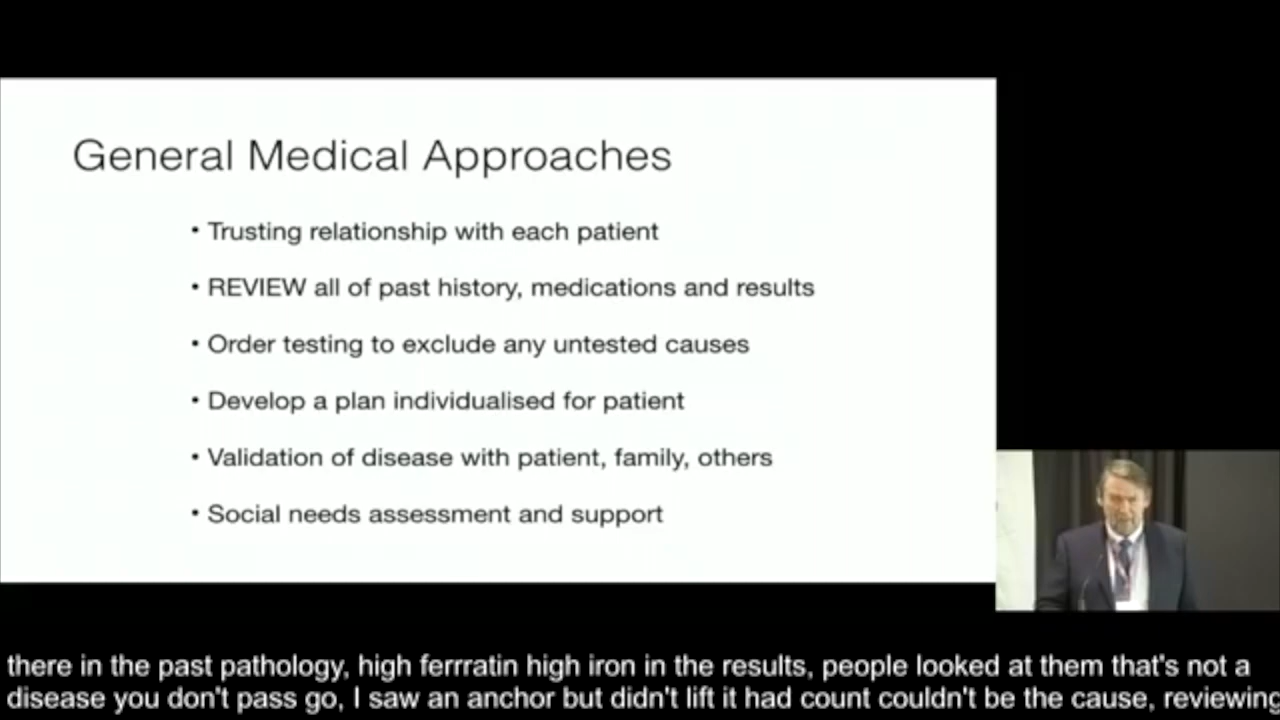 General Medical Approaches
• Trusting relationship with each patient
• REVIEW all of past history, medications and results
• Order testing to exclude any untested causes
• Develop a plan individualised for patient
• Validation of disease with patient, family, others
• Social needs assessment and support
there in the past pathology, high ferrratin high iron in the results, people looked at them that's not a
disease you don't pass go, I saw an anchor but didn't lift it had count couldn't be the cause, reviewing